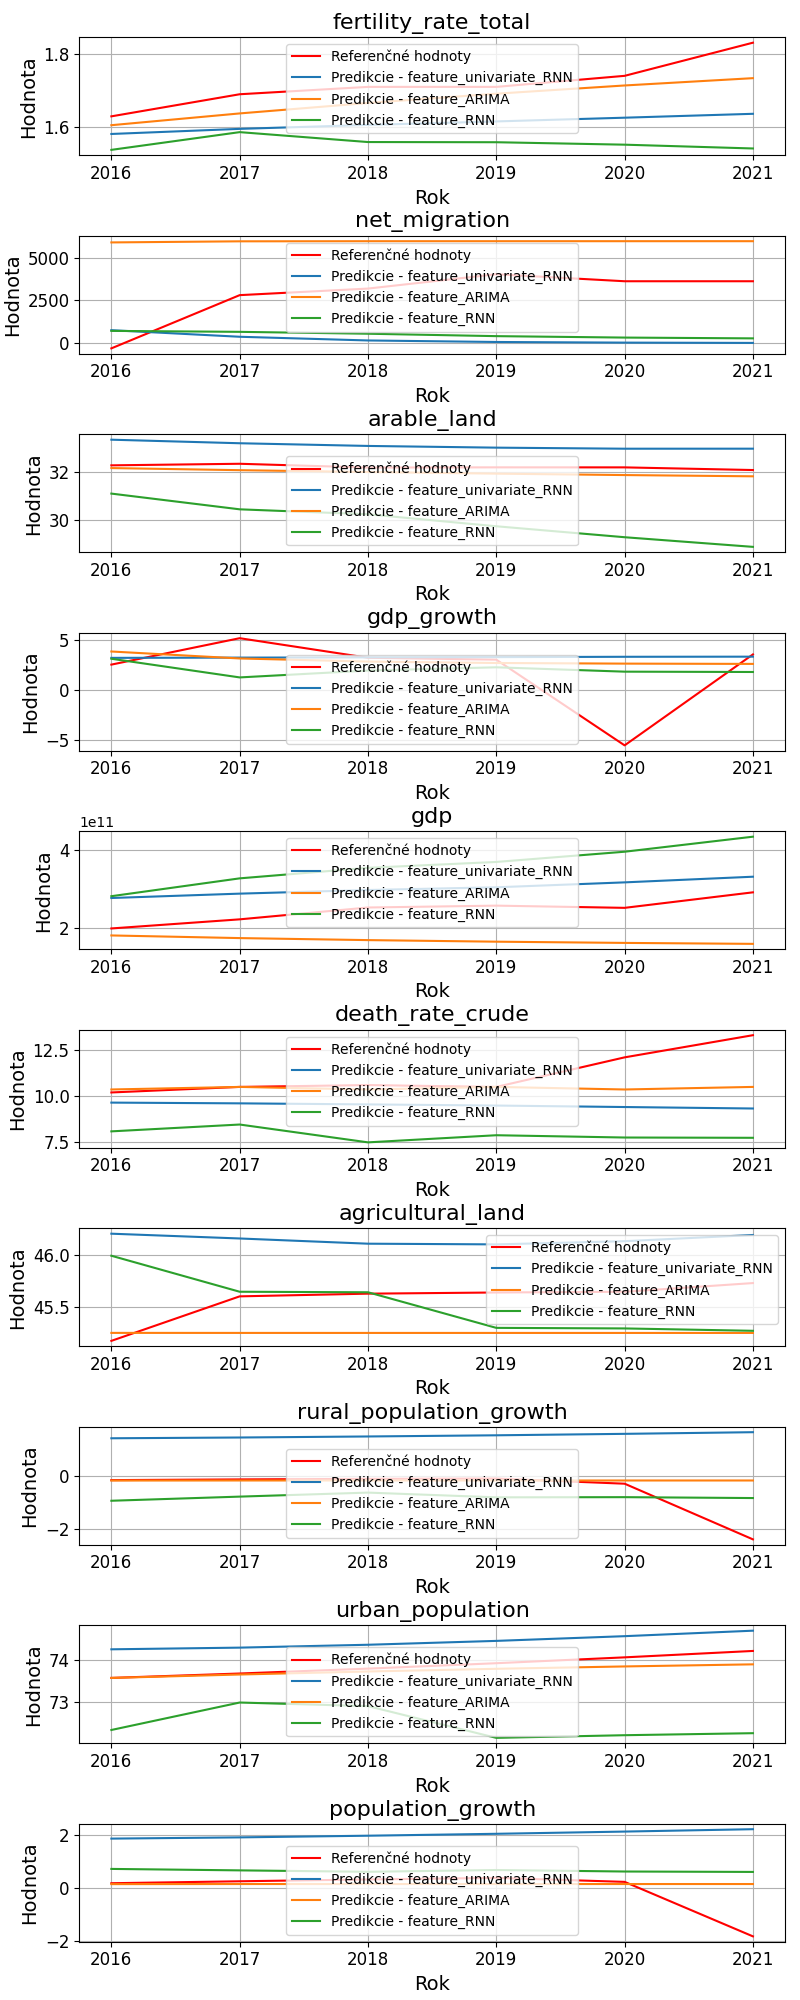 fertility_rate_total
Hodnota
1.8
1.6
Referenčné hodnoty
Predikcie - feature_univariate_RNN
Predikcie - feature_ARIMA
Predikcie - feature_RNN
2016 2017 2018 2019 2020 2021
Rok
net_migration
Hodnota
5000
2500
0
Referenčné hodnoty
Predikcie - feature_univariate_RNN
Predikcie - feature_ARIMA
Predikcie - feature_RNN
2016 2017 2018 2019 2020 2021
Rok
arable_land
Hodnota
32
30
Referenčné hodnoty
Predikcie - feature_univariate_RNN
Predikcie - feature_ARIMA
Predikcie - feature_RNN
2016 2017 2018 2019 2020 2021
Rok
gdp_growth
Hodnota
5
0
−5
Referenčné hodnoty
Predikcie - feature_univariate_RNN
Predikcie - feature_ARIMA
Predikcie - feature_RNN
2016 2017 2018 2019 2020 2021
Rok
gdp
1e11
Hodnota
4
2
Referenčné hodnoty
Predikcie - feature_univariate_RNN
Predikcie - feature_ARIMA
Predikcie - feature_RNN
2016 2017 2018 2019 2020 2021
Rok
death_rate_crude
Hodnota
12.5
10.0
7.5
Referenčné hodnoty
Predikcie - feature_univariate_RNN
Predikcie - feature_ARIMA
Predikcie - feature_RNN
2016 2017 2018 2019 2020 2021
Rok
agricultural_land
Hodnota
46.0
45.5
Referenčné hodnoty
Predikcie - feature_univariate_RNN
Predikcie - feature_ARIMA
Predikcie - feature_RNN
2016 2017 2018 2019 2020 2021
Rok
rural_population_growth
Hodnota
0
−2
Referenčné hodnoty
Predikcie - feature_univariate_RNN
Predikcie - feature_ARIMA
Predikcie - feature_RNN
2016 2017 2018 2019 2020 2021
Rok
urban_population
Hodnota
74
73
Referenčné hodnoty
Predikcie - feature_univariate_RNN
Predikcie - feature_ARIMA
Predikcie - feature_RNN
2016 2017 2018 2019 2020 2021
Rok
population_growth
Hodnota
2
0
−2
Referenčné hodnoty
Predikcie - feature_univariate_RNN
Predikcie - feature_ARIMA
Predikcie - feature_RNN
2016 2017 2018 2019 2020 2021
Rok